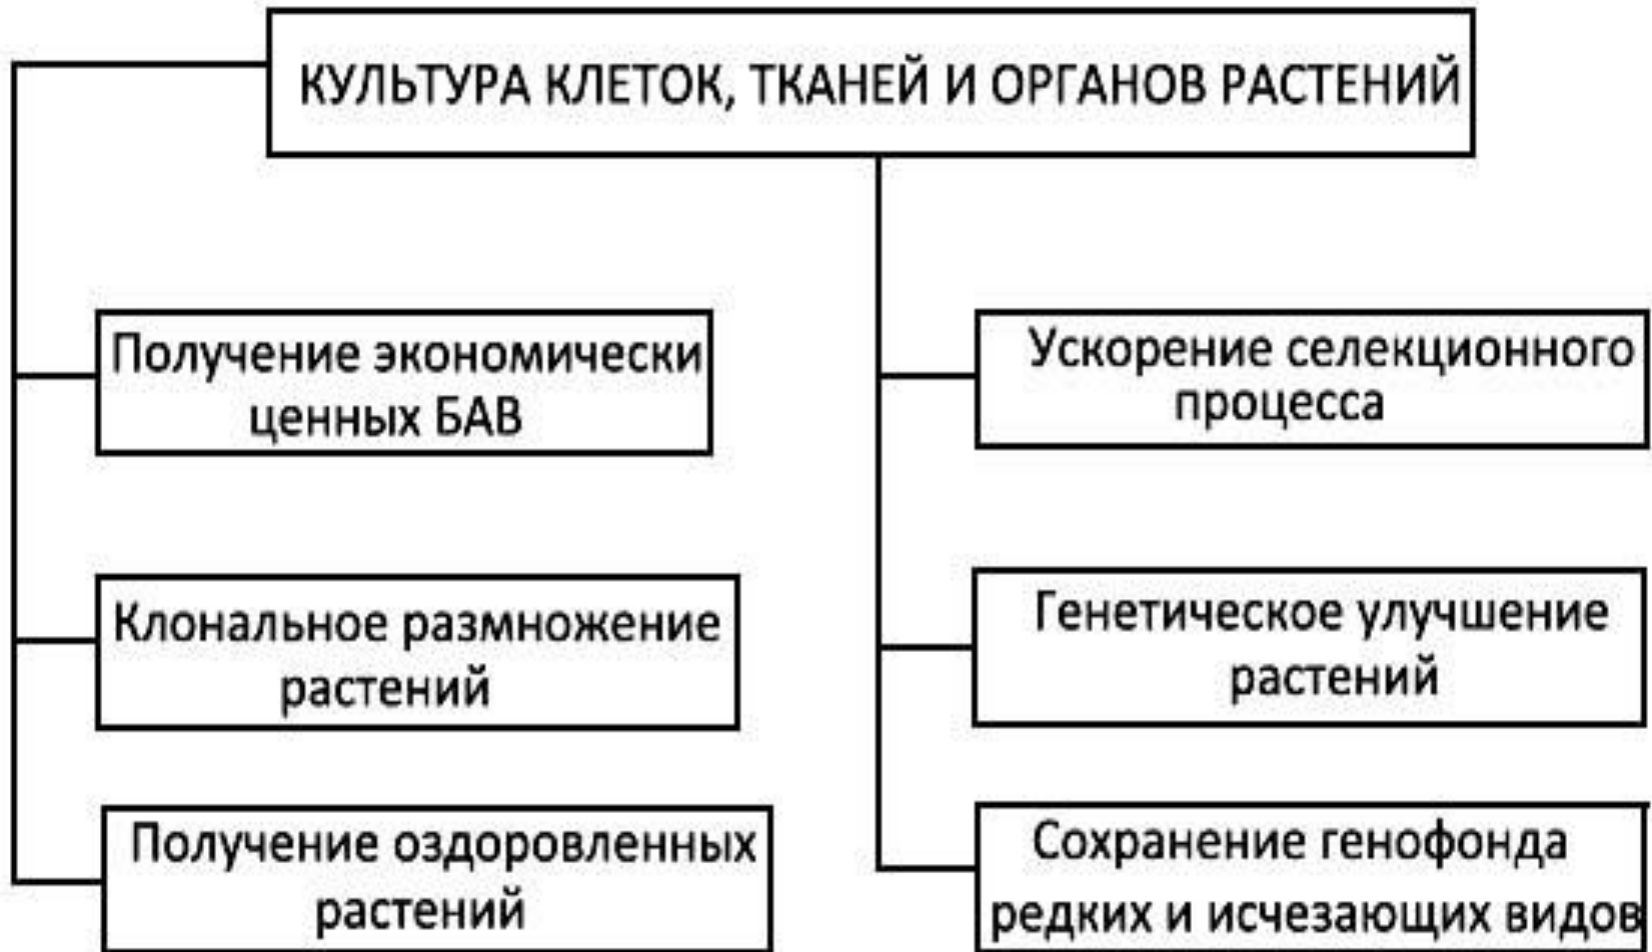 КУЛЬТУРА КЛЕТОК, ТКАНЕЙ И ОРГАНОВ РАСТЕНИЙ
Получение экономически
ценных БАВ
Клональное размножение
растений
Получение оздоровленных
растений
Ускорение селекционного
процесса
Генетическое улучшение
растений
Сохранение генофонда
редких и исчезающих видов